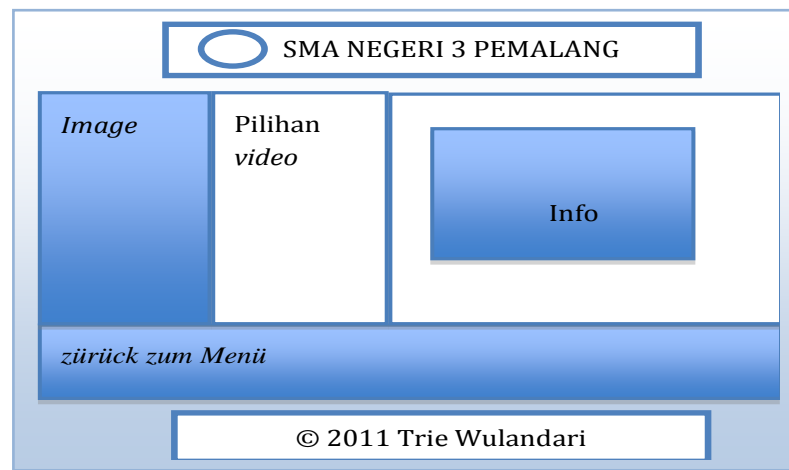 SMA NEGERI 3 PEMALANG
Image
Pilihan
video
Info
zürück zum Menü
© 2011 Trie Wulandari